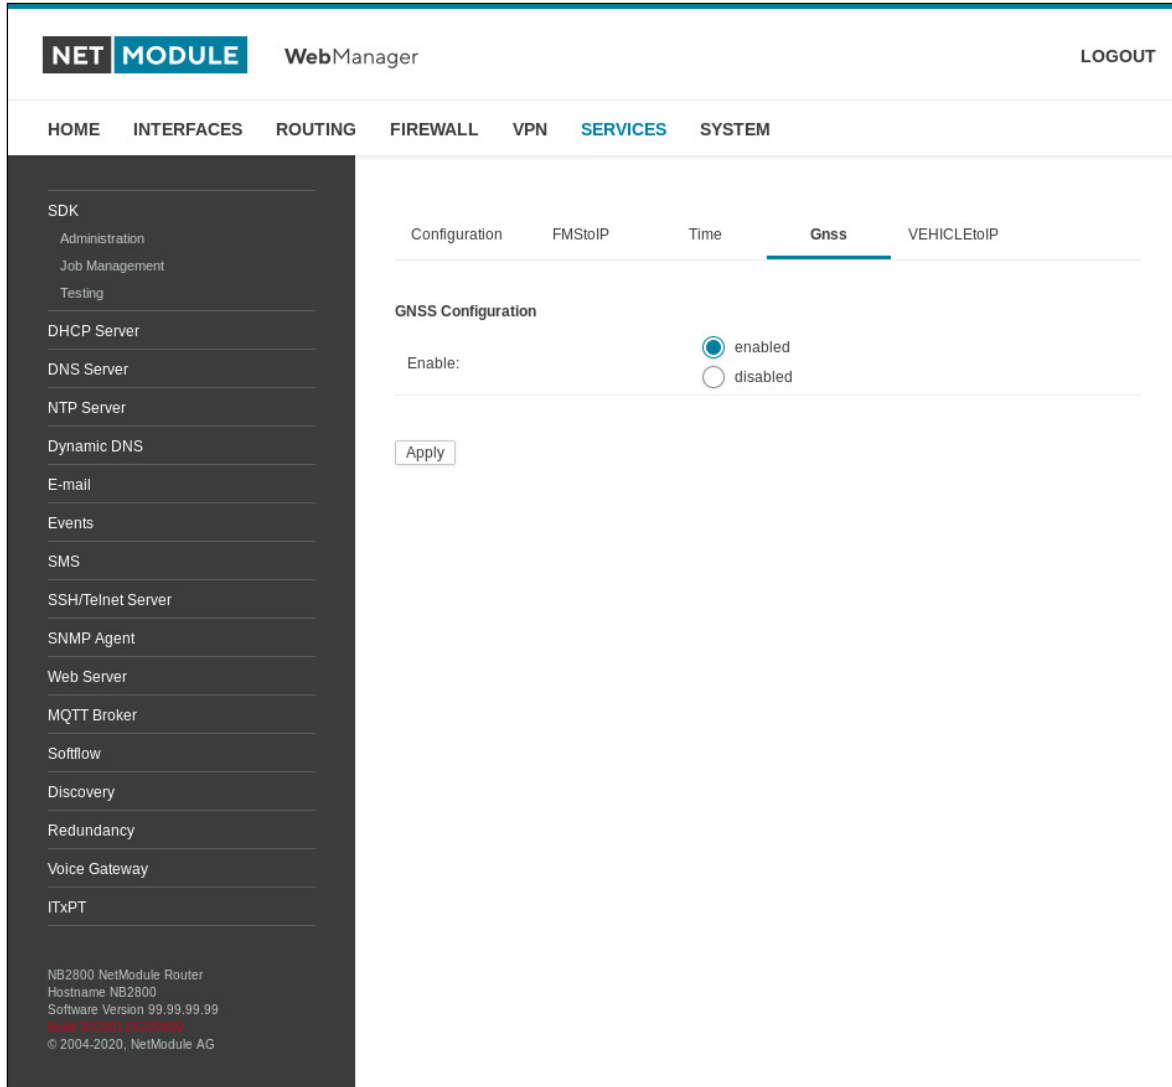 NET MODULE WebManager LOGOUT
HOME INTERFACES ROUTING FIREWALL VPN SERVICES SYSTEM
SDK
Administration
Job Management
Testing
DHCP Server
DNS Server
NTP Server
Dynamic DNS
E-mail
Events
SMS
SSH/Telnet Server
SNMP Agent
Web Server
MQTT Broker
Softflow
Discovery
Redundancy
Voice Gateway
ITxPT
NB2800 NetModule Router
Hostname NB2800
Software Version 99.99.99.99
Build
© 2004-2020, NetModule AG
Configuration FMStoIP Time Gnss VEHICLEtoIP
GNSS Configuration
Enable:
enabled
disabled
Apply